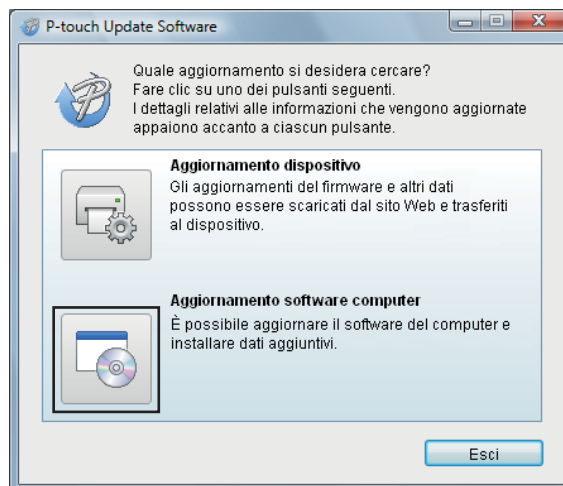 P-touch Update Software
Quale aggiornamento si desidera cercare?
Fare clic su uno dei pulsanti seguenti.
I dettagli relativi alle informazioni che vengono aggiornate
appaiono accanto a ciascun pulsante.
Aggiornamento dispositivo
Gli aggiornamenti del firmware e altri dati
possono essere scaricati dal sito Web e trasferiti
al dispositivo.
Aggiornamento software computer
È possibile aggiornare il software del computer e
installare dati aggiuntivi.
Esci